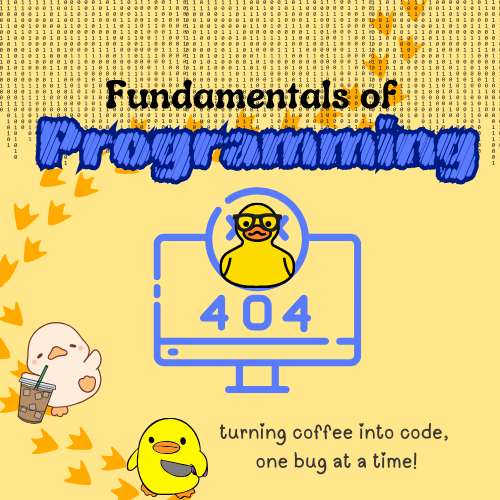 Fundamentals of
Programming
404
turning coffee into code,
one bug at a time!